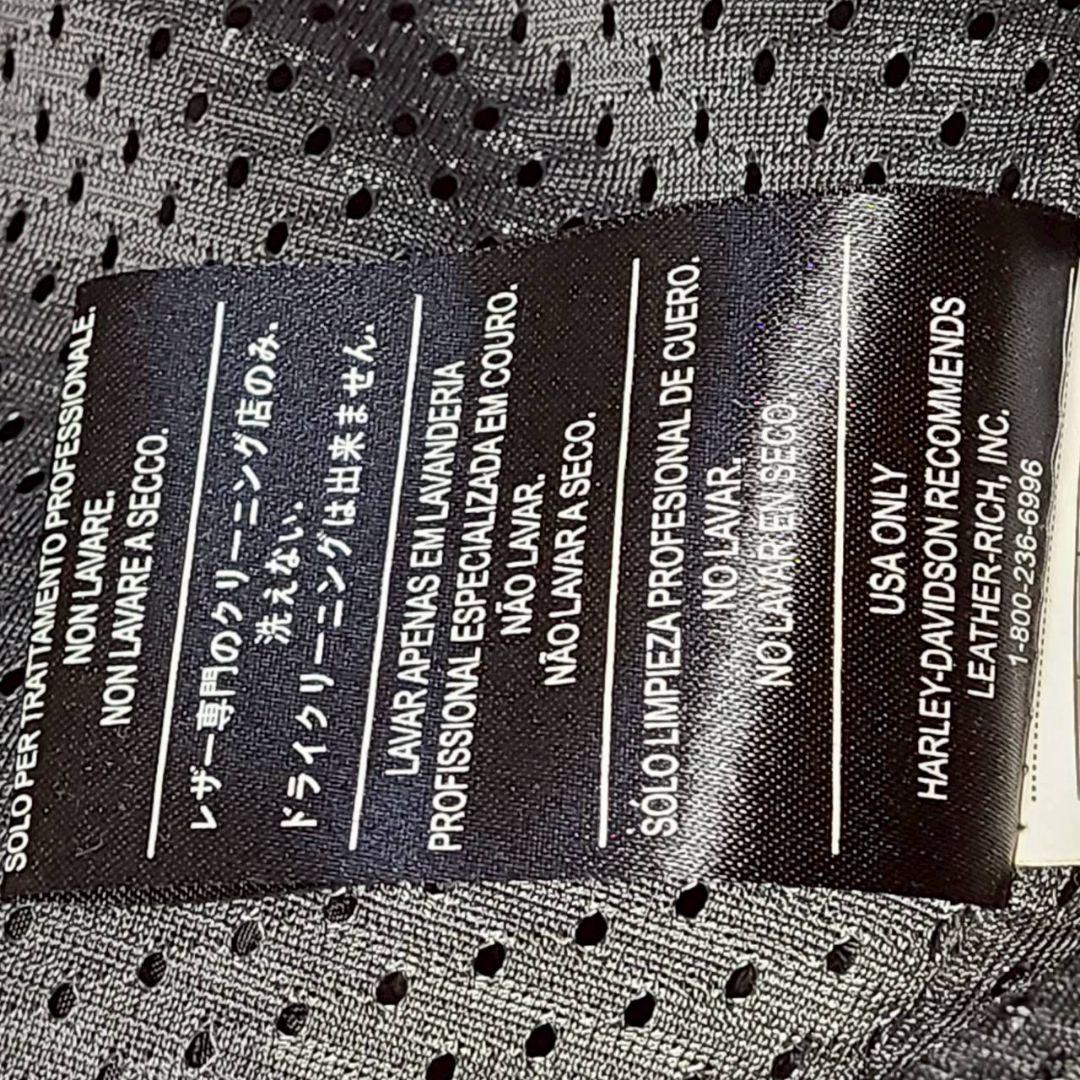 SOLO PER TRATTAMENTO PROFESSIONALE.
NON LAVARE.
NON LAVARE A SECCO.
レザー専門のクリーニング店のみ.
洗えない.
ドライクリーニングは出来ません.
LAVAR APENAS EM LAVANDERIA
PROFISSIONAL ESPECIALIZADA EM COURO.
NÃO LAVAR.
NÃO LAVAR A SECO.
SÓLO LIMPIEZA PROFESIONAL DE CUERO.
NO LAVAR.
NO LAVAR EN SECO.
USA ONLY
HARLEY-DAVIDSON RECOMMENDS
LEATHER-RICH, INC.
1-800-236-6996